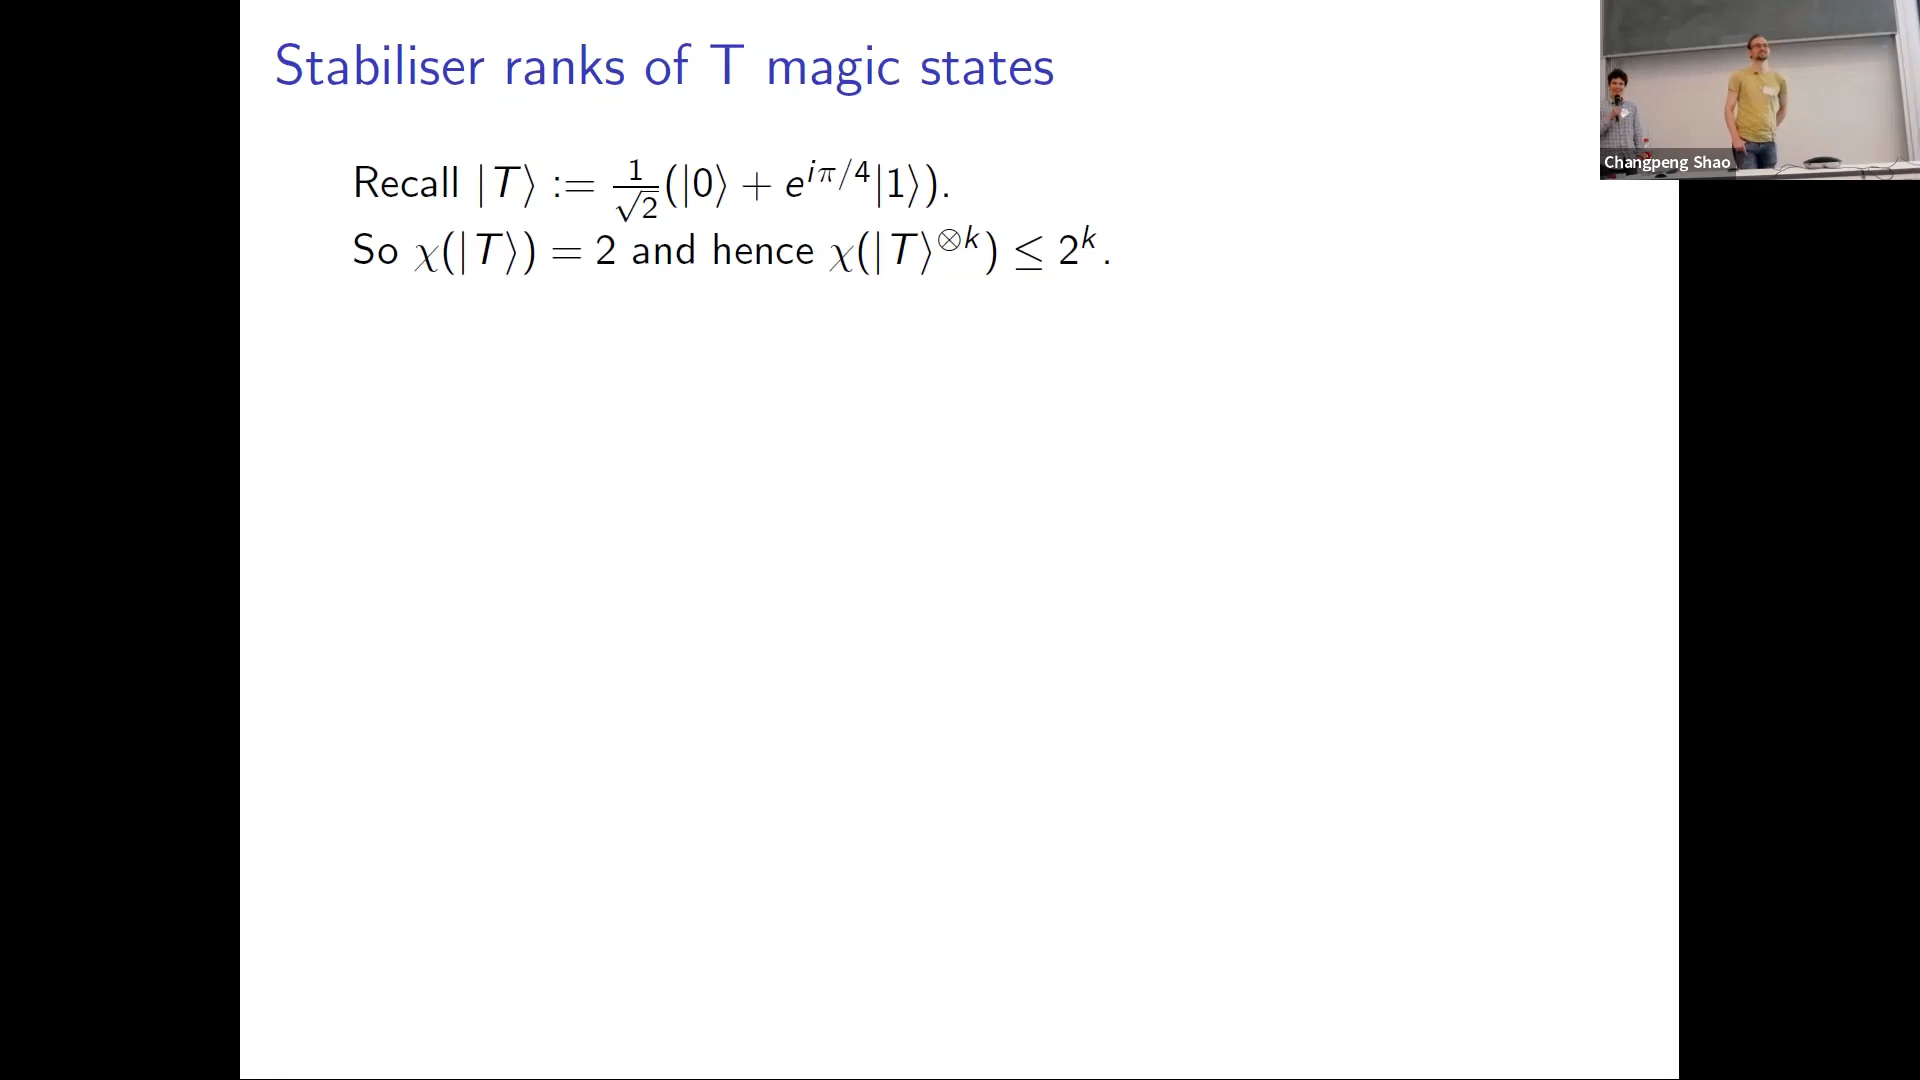 Stabiliser ranks of T magic states
Recall |T⟩ := 1/√2 (|0⟩ + e^{iπ/4}|1⟩).
So χ(|T⟩) = 2 and hence χ(|T⟩^{⊗k}) ≤ 2^k.
Changpeng Shao